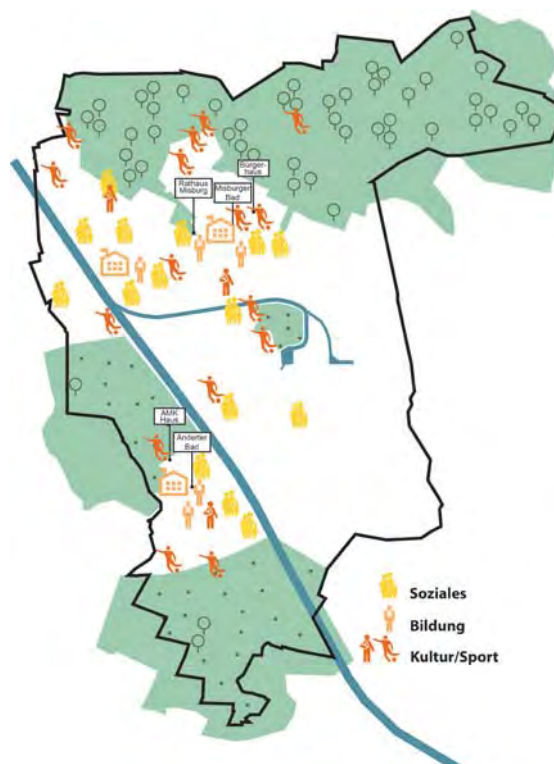 Bürger-
haus
Rathaus
Misburg
Misburger
Bad
AMK
Haus
Anderter
Bad
Soziales
Bildung
Kultur/Sport